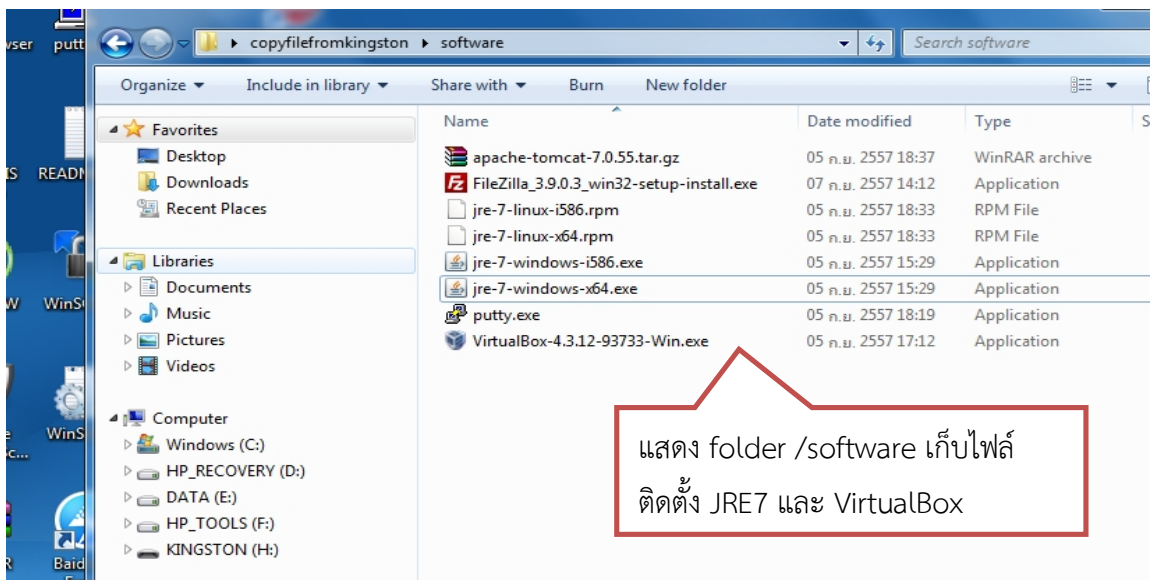 putt
copyfilefromkingston ▸ software
Search software
Organize
Include in library
Share with
Burn
New folder
Name
Date modified
Type
Favorites
Desktop
Downloads
Recent Places
Libraries
Documents
Music
Pictures
Videos
Computer
Windows (C:)
HP_RECOVERY (D:)
DATA (E:)
HP_TOOLS (F:)
KINGSTON (H:)
apache-tomcat-7.0.55.tar.gz 05 ก.ย. 2557 18:37 WinRAR archive
FileZilla_3.9.0.3_win32-setup-install.exe 07 ก.ย. 2557 14:12 Application
jre-7-linux-i586.rpm 05 ก.ย. 2557 18:33 RPM File
jre-7-linux-x64.rpm 05 ก.ย. 2557 18:33 RPM File
jre-7-windows-i586.exe 05 ก.ย. 2557 15:29 Application
jre-7-windows-x64.exe 05 ก.ย. 2557 15:29 Application
putty.exe 05 ก.ย. 2557 18:19 Application
VirtualBox-4.3.12-93733-Win.exe 05 ก.ย. 2557 17:12 Application
แสดง folder /software เก็บไฟล์
ติดตั้ง JRE7 และ VirtualBox
READ
WinS
WinS
Baid